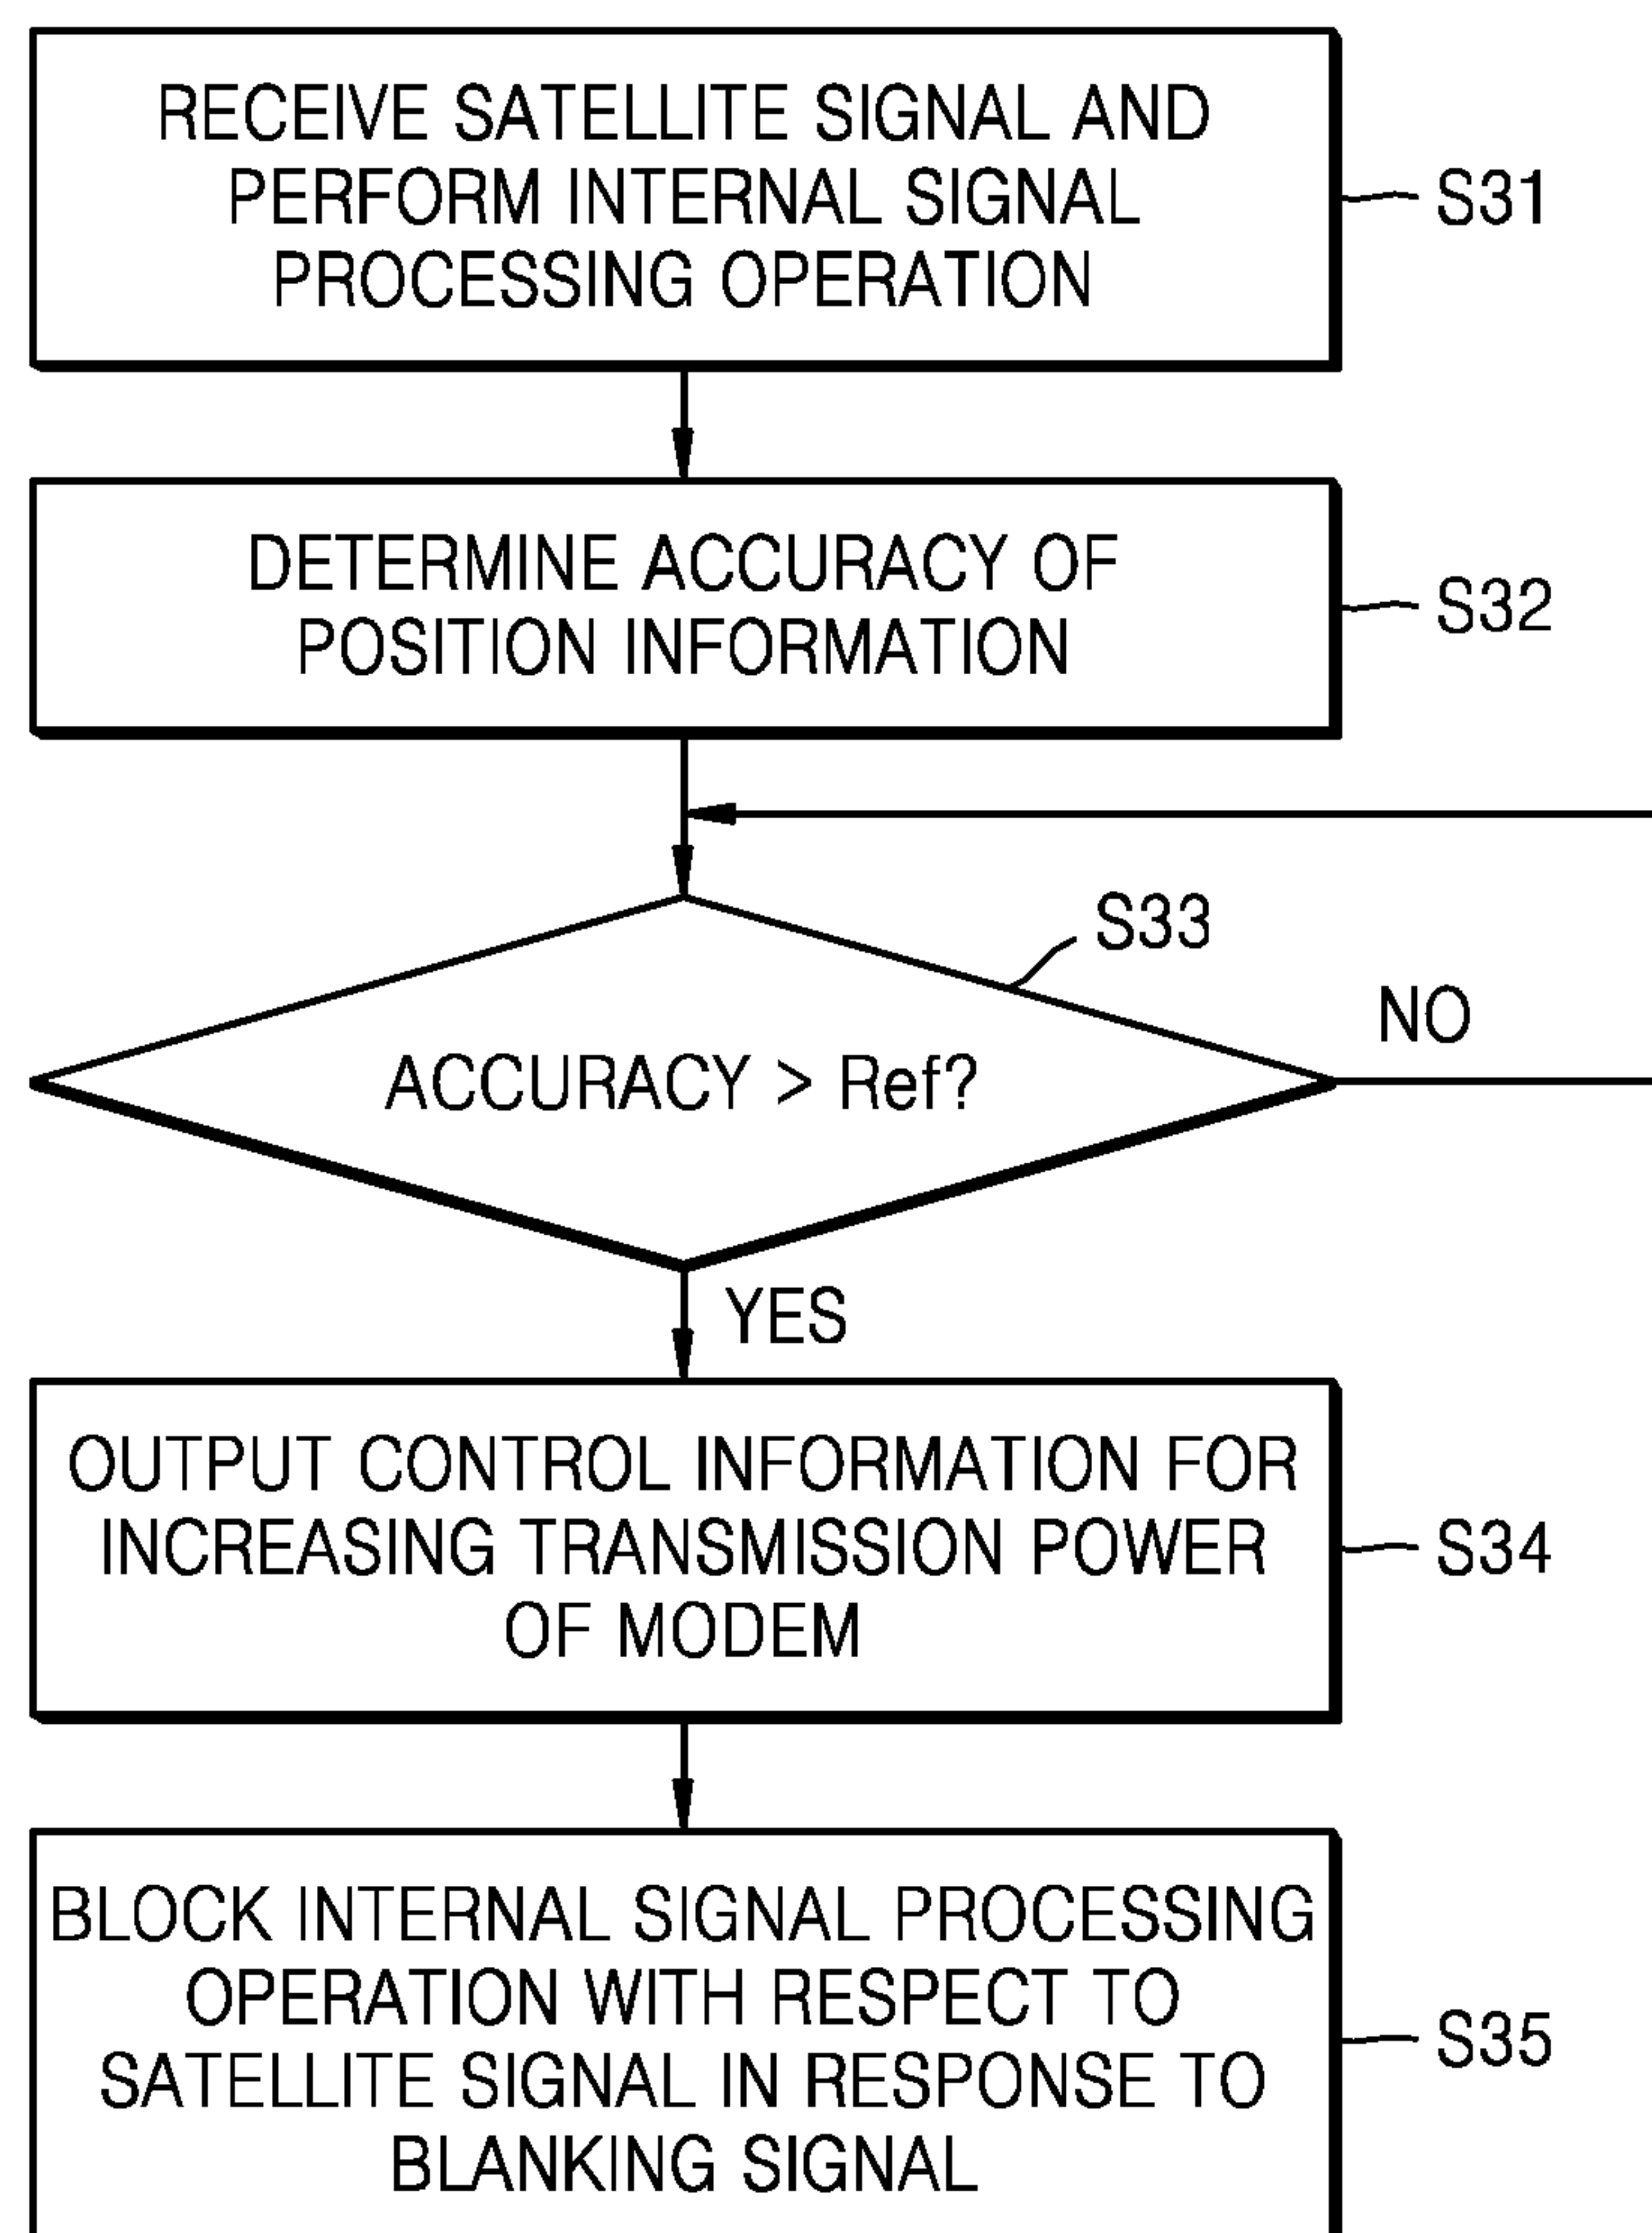 RECEIVE SATELLITE SIGNAL AND
PERFORM INTERNAL SIGNAL
PROCESSING OPERATION
S31
DETERMINE ACCURACY OF
POSITION INFORMATION
S32
S33
NO
ACCURACY > Ref?
YES
OUTPUT CONTROL INFORMATION FOR
INCREASING TRANSMISSION POWER
OF MODEM
S34
BLOCK INTERNAL SIGNAL PROCESSING
OPERATION WITH RESPECT TO
SATELLITE SIGNAL IN RESPONSE TO
BLANKING SIGNAL
S35